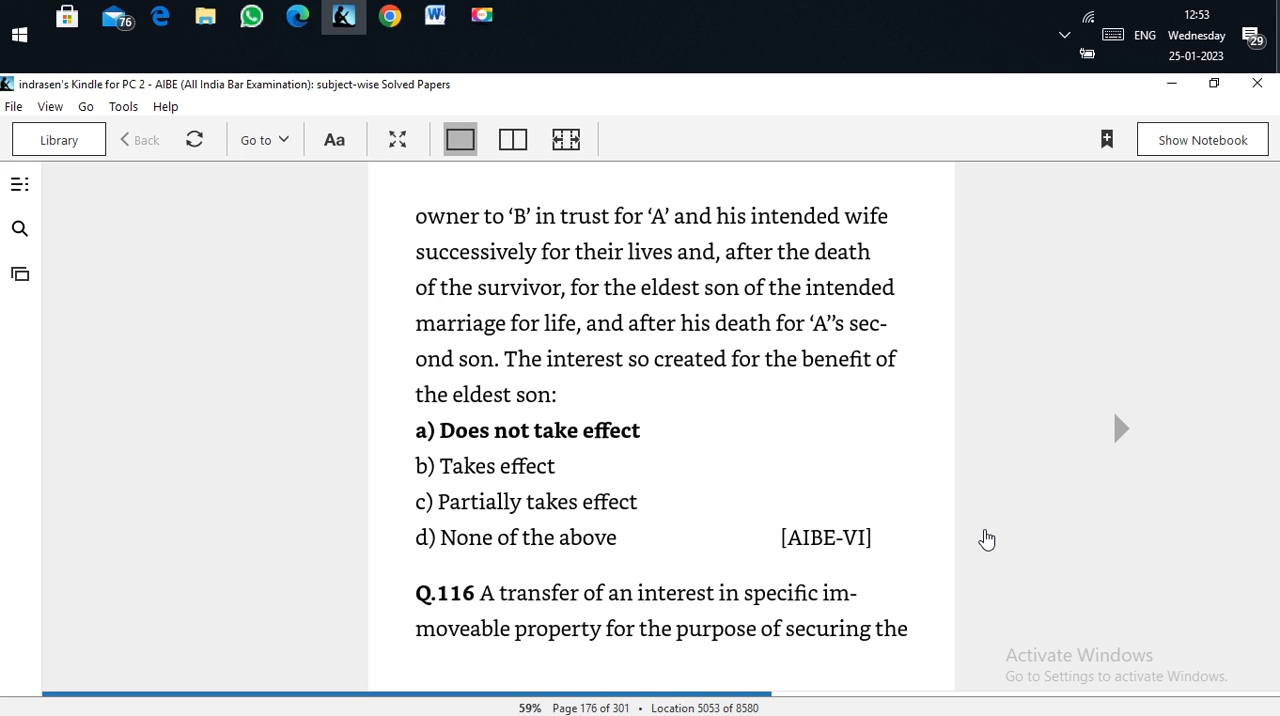 76
12:53
ENG Wednesday
29
25-01-2023
indrasen's Kindle for PC 2 - AIBE (All India Bar Examination): subject-wise Solved Papers
File View Go Tools Help
Library Back Go to Aa Show Notebook
owner to ‘B’ in trust for ‘A’ and his intended wife
successively for their lives and, after the death
of the survivor, for the eldest son of the intended
marriage for life, and after his death for ‘A’’s sec-
ond son. The interest so created for the benefit of
the eldest son:
a) Does not take effect
b) Takes effect
c) Partially takes effect
d) None of the above [AIBE-VI]
Q.116 A transfer of an interest in specific im-
moveable property for the purpose of securing the
Activate Windows
Go to Settings to activate Windows.
59% Page 176 of 301 • Location 5053 of 8580